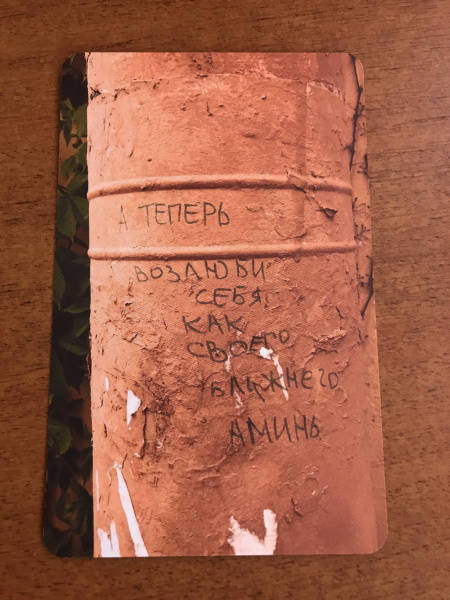 А ТЕПЕРЬ
ВОЗЛЮБИ
СЕБЯ
КАК
СВОЕГО
БЛИЖНЕГО
АМИНЬ